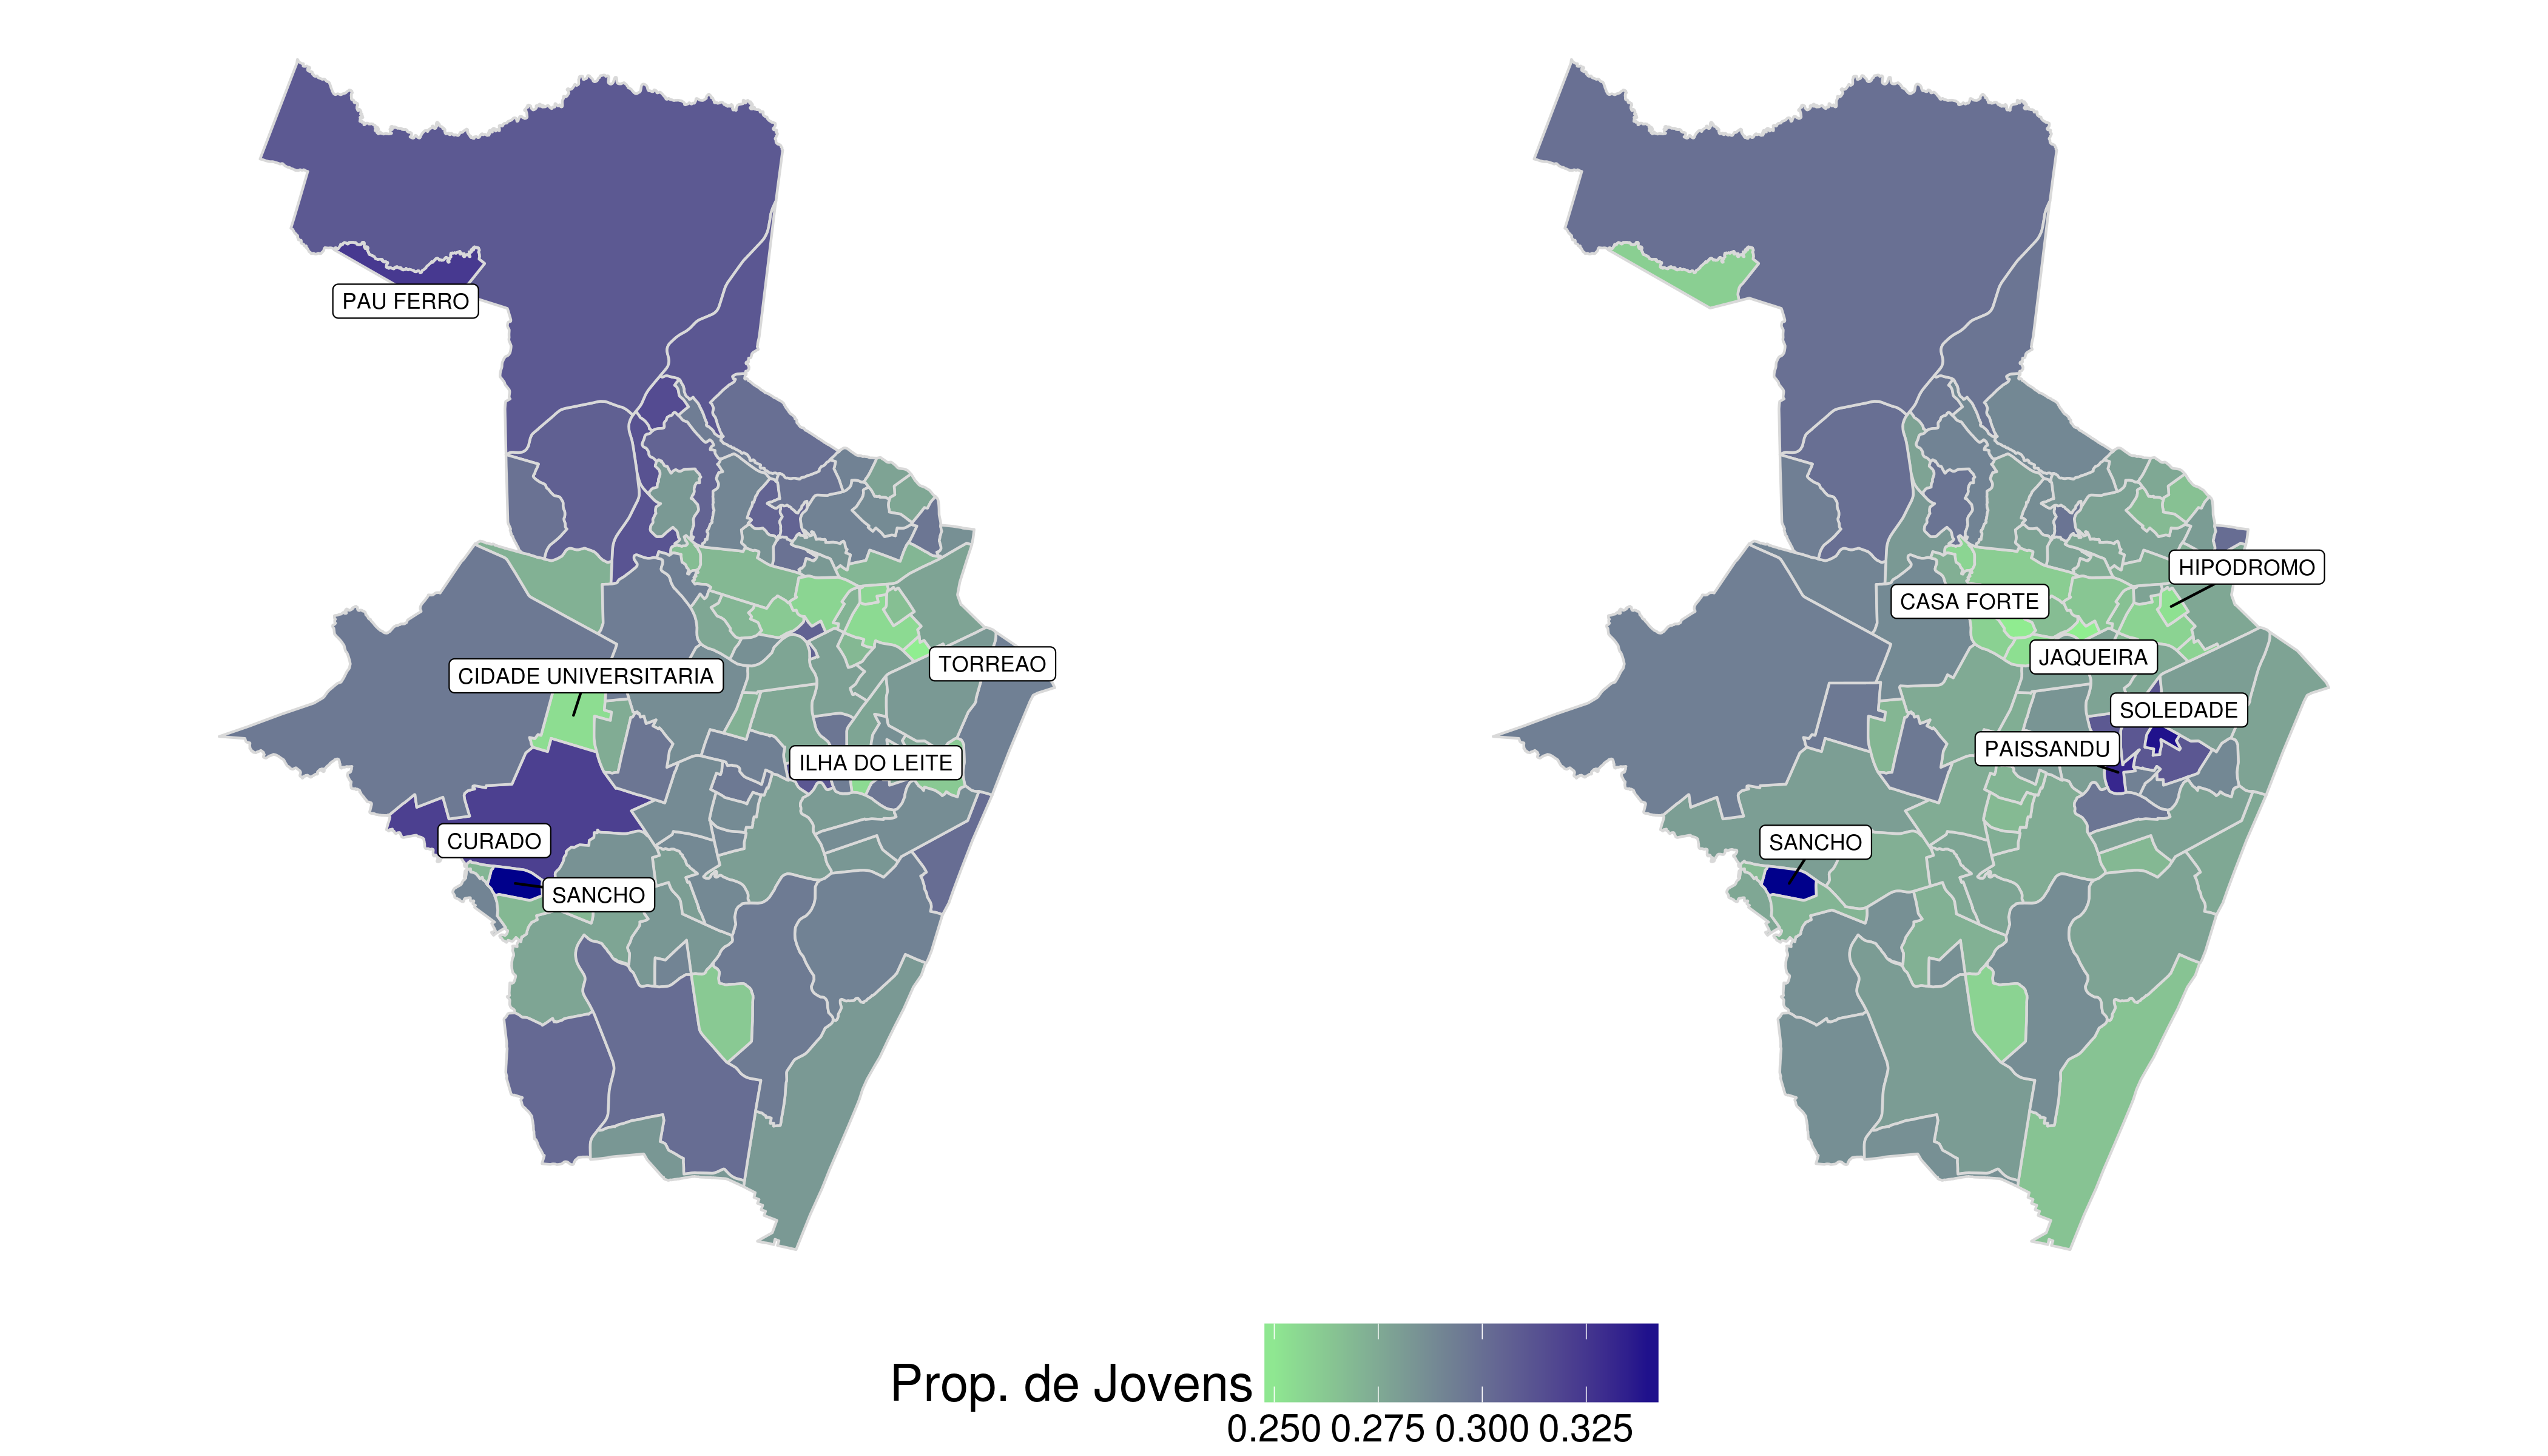 PAU FERRO
CIDADE UNIVERSITARIA
TORREAO
ILHA DO LEITE
CURADO
SANCHO
HIPODROMO
CASA FORTE
JAQUEIRA
SOLEDADE
PAISSANDU
SANCHO
Prop. de Jovens
0.250 0.275 0.300 0.325